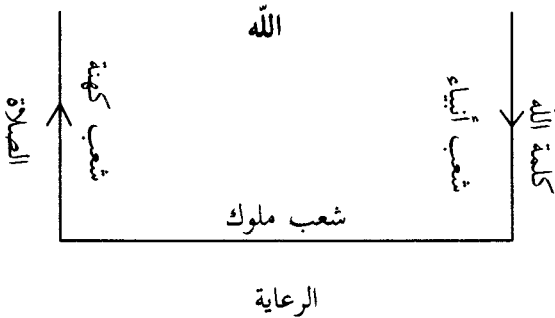 الله
كلمة الله
شعب أنبياء
شعب كهنة
الصلاة
شعب ملوك
الرعاية